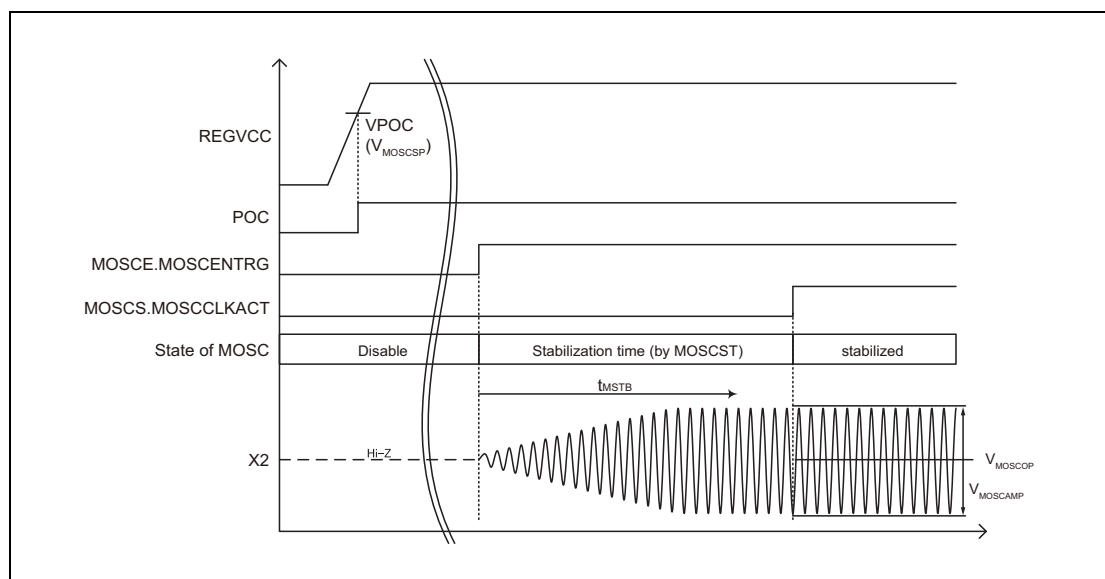 REGVCC
VPOC
(VMOSCSP)
POC
MOSCE.MOSCENTRG
MOSCS.MOSCCLKACT
State of MOSC
Disable
Stabilization time (by MOSCST)
stabilized
tMSTB
X2
Hi–Z
VMOSCOP
VMOSCAMP